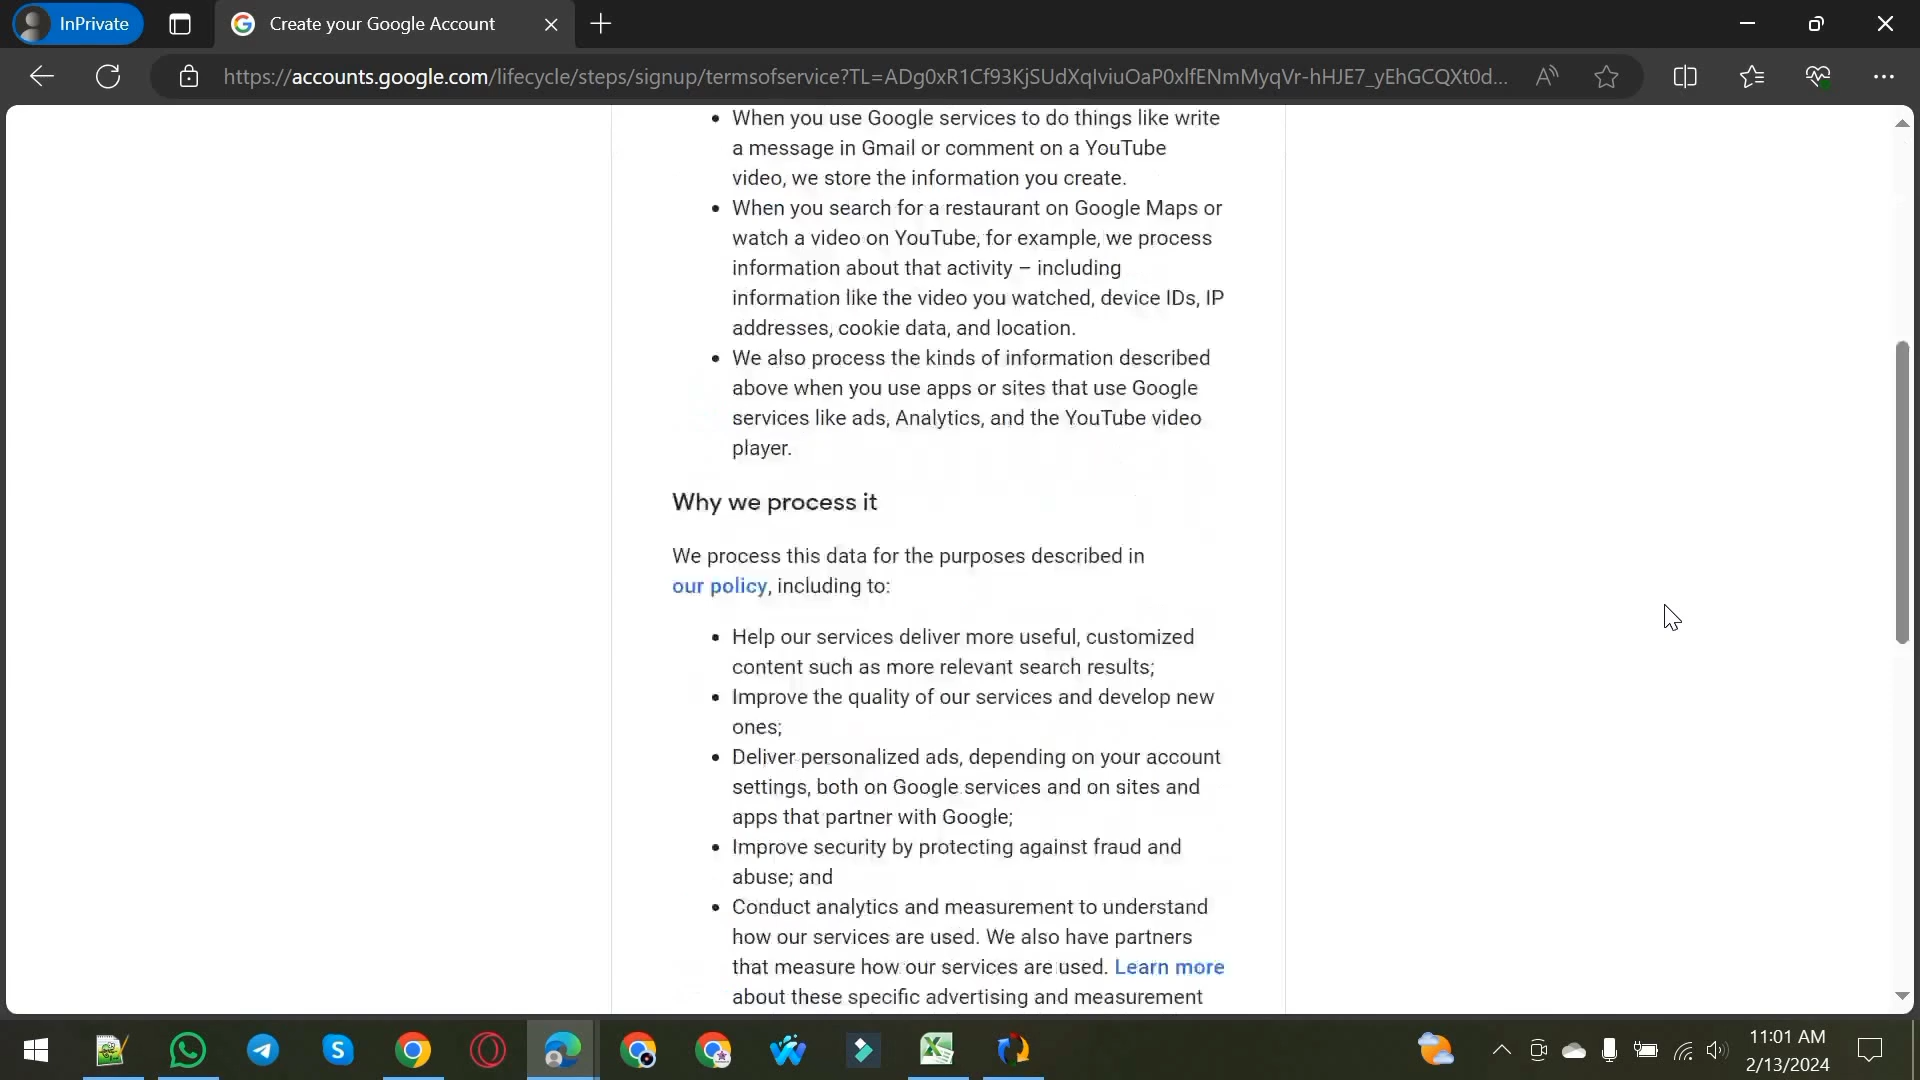 InPrivate
Create your Google Account
https://accounts.google.com/lifecycle/steps/signup/termsofservice?TL=ADg0xR1Cf93KjSUdXqIviuOaP0xlfENmMyqVr-hHJE7_yEhGCQXt0d...
• When you use Google services to do things like write
a message in Gmail or comment on a YouTube
video, we store the information you create.
• When you search for a restaurant on Google Maps or
watch a video on YouTube, for example, we process
information about that activity – including
information like the video you watched, device IDs, IP
addresses, cookie data, and location.
• We also process the kinds of information described
above when you use apps or sites that use Google
services like ads, Analytics, and the YouTube video
player.
Why we process it
We process this data for the purposes described in
our policy, including to:
• Help our services deliver more useful, customized
content such as more relevant search results;
• Improve the quality of our services and develop new
ones;
• Deliver personalized ads, depending on your account
settings, both on Google services and on sites and
apps that partner with Google;
• Improve security by protecting against fraud and
abuse; and
• Conduct analytics and measurement to understand
how our services are used. We also have partners
that measure how our services are used. Learn more
about these specific advertising and measurement
11:01 AM
2/13/2024